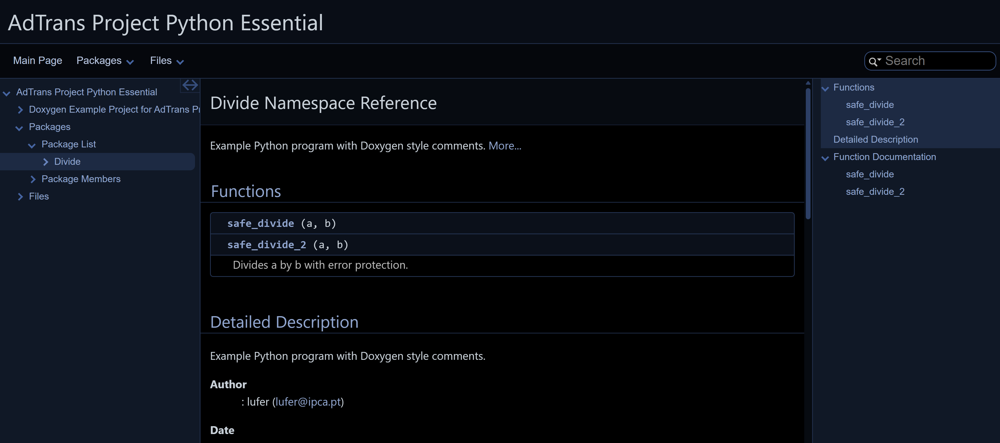 AdTrans Project Python Essential
Main Page
Packages
Files
Search
AdTrans Project Python Essential
Doxygen Example Project for AdTrans Pr
Packages
Package List
Divide
Package Members
Files
Divide Namespace Reference
Example Python program with Doxygen style comments. More...
Functions
safe_divide (a, b)
safe_divide_2 (a, b)
Divides a by b with error protection.
Detailed Description
Example Python program with Doxygen style comments.
Author
: lufer (lufer@ipca.pt)
Date
Functions
safe_divide
safe_divide_2
Detailed Description
Function Documentation
safe_divide
safe_divide_2